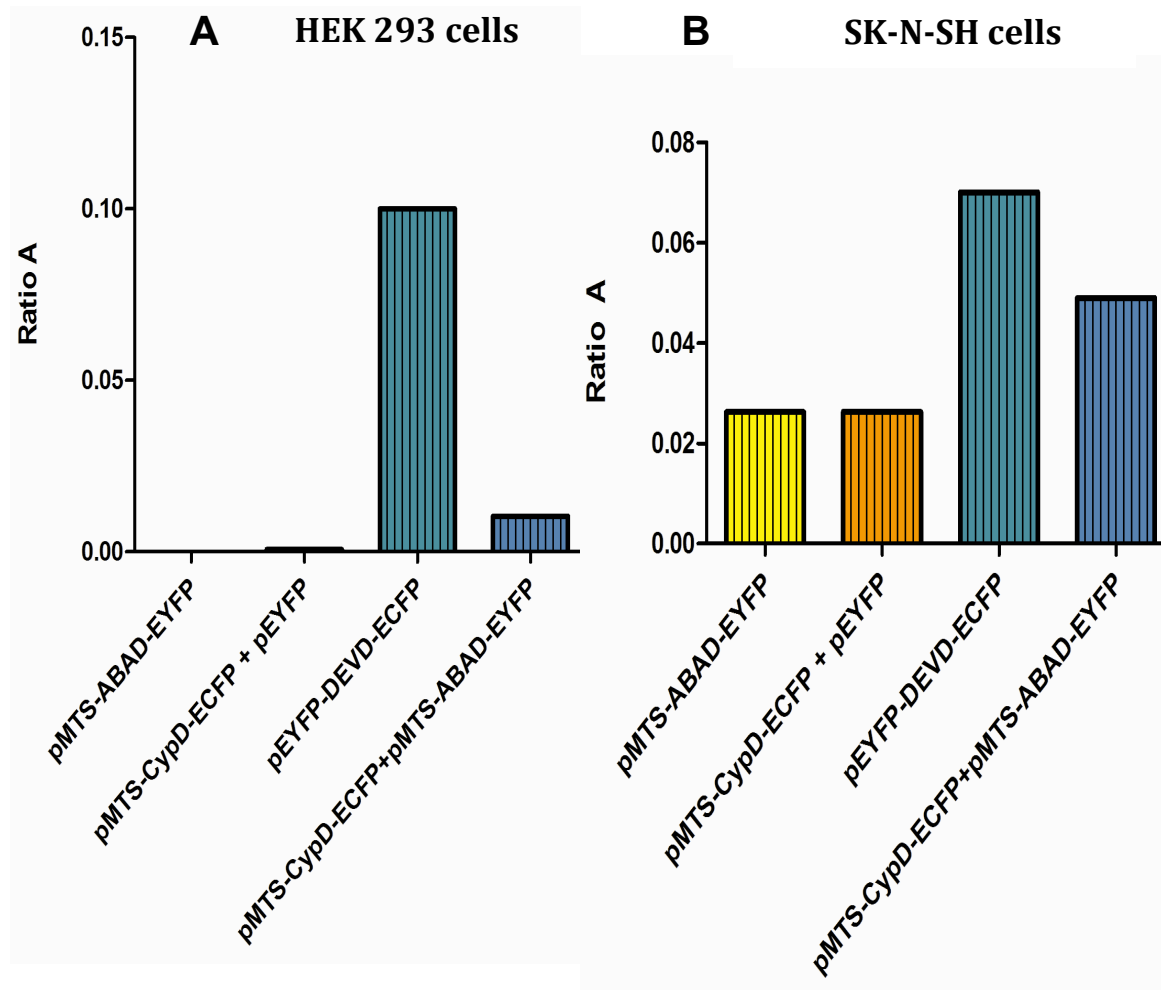 A HEK 293 cells
0.15
0.10
0.05
0.00
Ratio A
pMTS-ABAD-EYFP
pMTS-CypD-ECFP + pEYFP
pEYFP-DEVD-ECFP
pMTS-CypD-ECFP+pMTS-ABAD-EYFP
B SK-N-SH cells
0.08
0.06
0.04
0.02
0.00
Ratio A
pMTS-ABAD-EYFP
pMTS-CypD-ECFP + pEYFP
pEYFP-DEVD-ECFP
pMTS-CypD-ECFP+pMTS-ABAD-EYFP